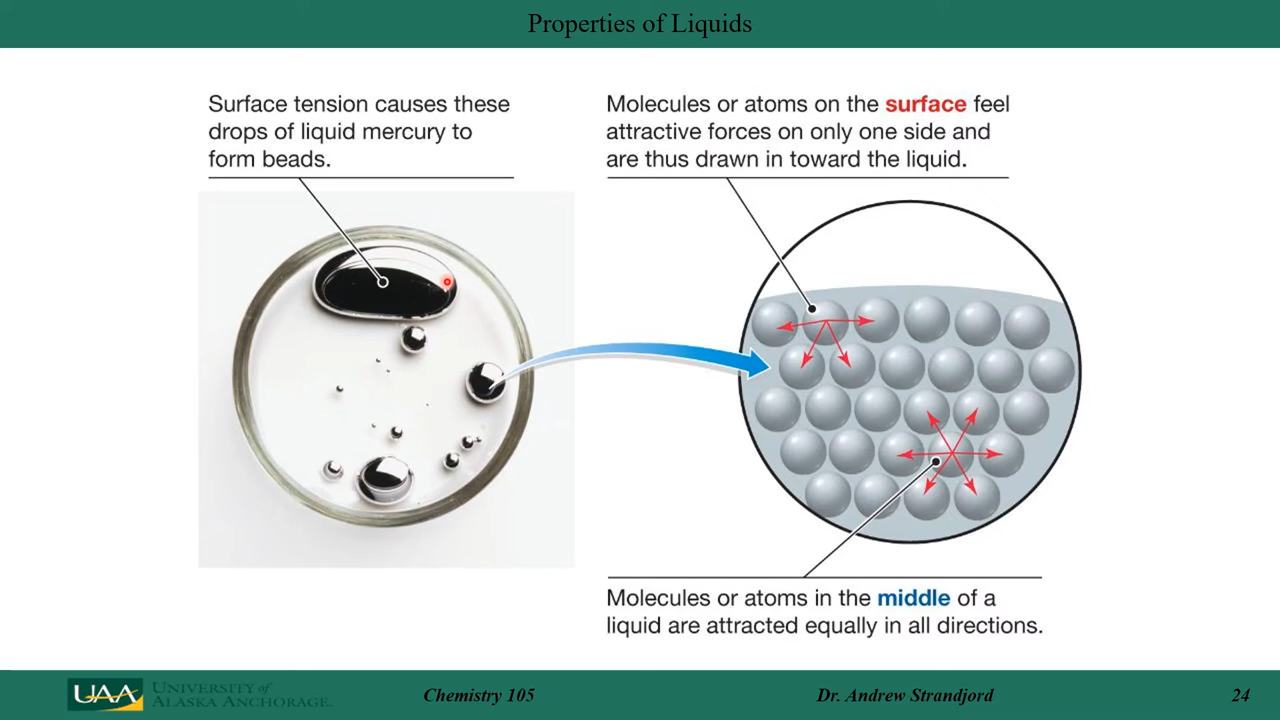 Properties of Liquids
Surface tension causes these
drops of liquid mercury to
form beads.
Molecules or atoms on the surface feel
attractive forces on only one side and
are thus drawn in toward the liquid.
Molecules or atoms in the middle of a
liquid are attracted equally in all directions.
UAA
UNIVERSITY of
ALASKA ANCHORAGE.
Chemistry 105
Dr. Andrew Strandjord
24